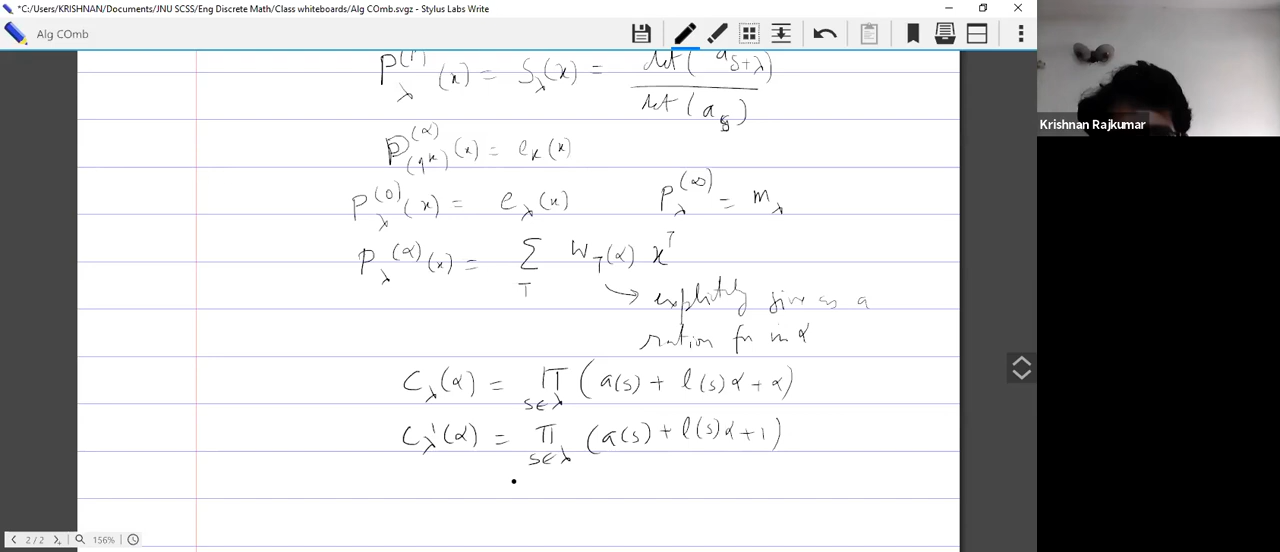 *C:/Users/KRISHNAN/Documents/JNU SCSS/Eng Discrete Math/Class whiteboards/Alg COmb.svgz - Stylus Labs Write
Alg COmb
P_λ^(1) (x) = S_λ(x) = det( a_δ+λ) / det( a_δ )
Krishnan Rajkumar
P_(1^k)^(α) (x) = e_k (x)
P_λ^(0) (x) = e_λ (x) P_λ^(∞) = m_λ
P_λ^(α) (x) = Σ_T W_T(α) x^T
→ explicitly given as a
ration fn in α
C_λ(α) = Π_{s∈λ} (a(s) + l(s)α + α)
C_λ'(α) = Π_{s∈λ} (a(s) + l(s)α + 1)
2 / 2
156%